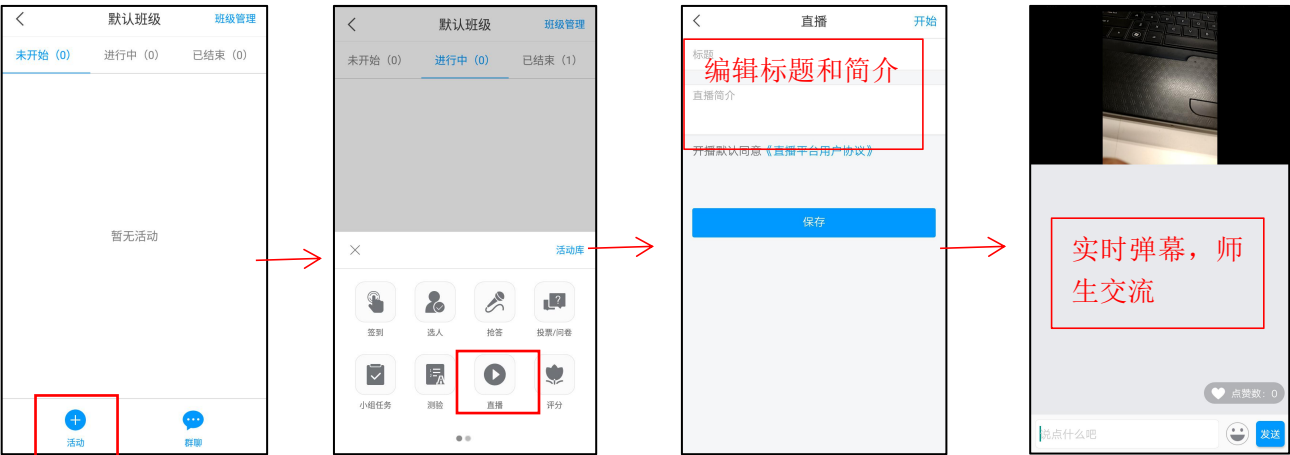 默认班级
班级管理
未开始（0）
进行中（0）
已结束（0）
暂无活动
活动
群聊
默认班级
班级管理
未开始（0）
进行中（0）
已结束（1）
活动库
签到
选人
抢答
投票/问卷
小组任务
测验
直播
评分
直播
开始
标题
编辑标题和简介
直播简介
开播默认同意《直播平台用户协议》
保存
实时弹幕，师
生交流
点赞数：0
说点什么吧
发送